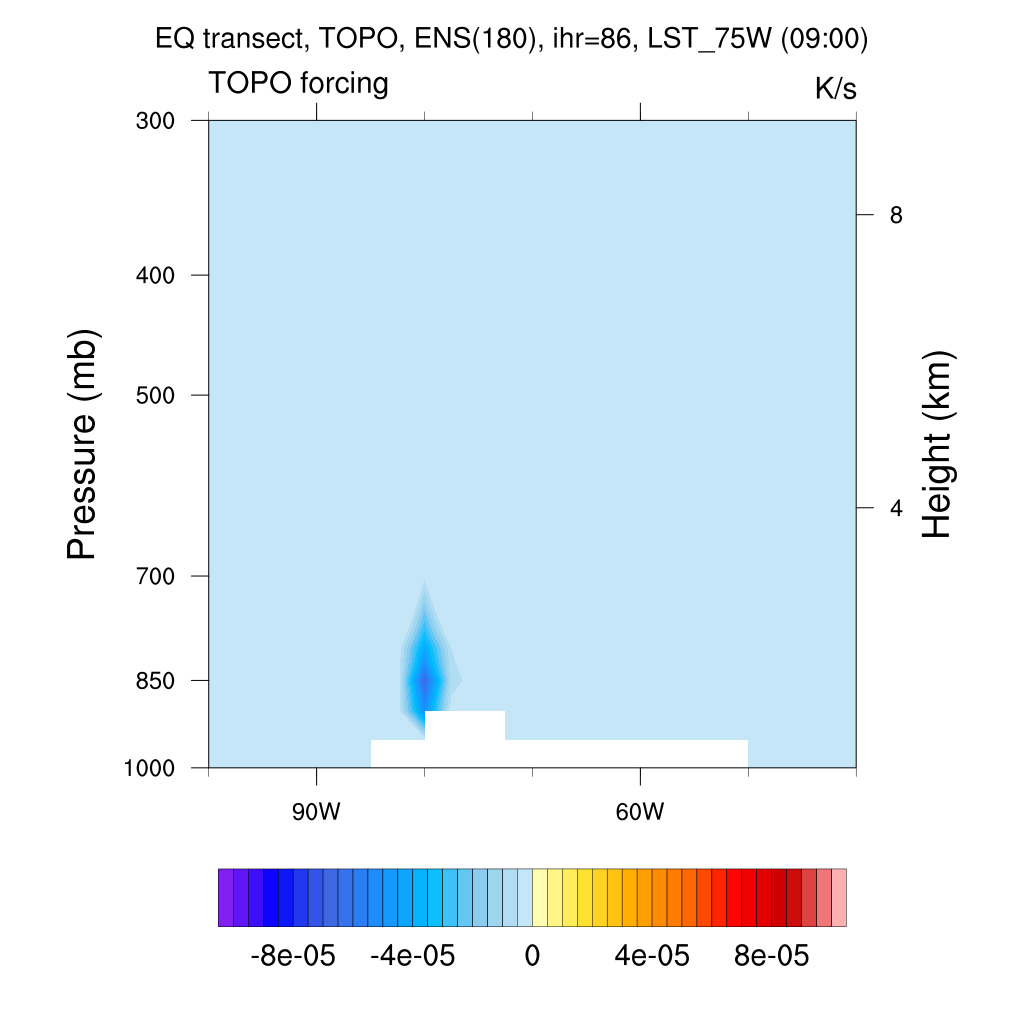 EQ transect, TOPO, ENS(180), ihr=86, LST_75W (09:00)
TOPO forcing
K/s
300
400
500
700
850
1000
Pressure (mb)
8
4
Height (km)
90W
60W
-8e-05
-4e-05
0
4e-05
8e-05